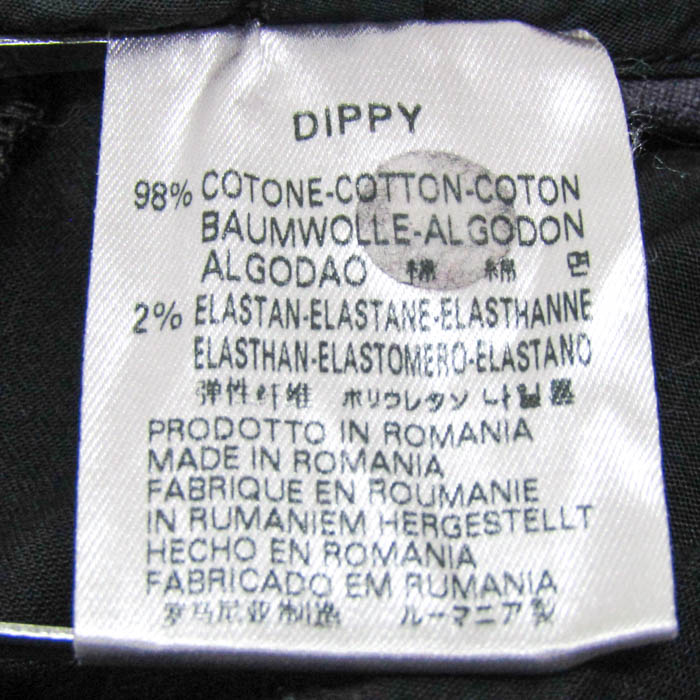 DIPPY
98% COTONE-COTTON-COTON
BAUMWOLLE-ALGODON
ALGODAO 棉 綿 면
2% ELASTAN-ELASTANE-ELASTHANNE
ELASTHAN-ELASTOMERO-ELASTANO
弹性纤维 ポリウレタン
PRODOTTO IN ROMANIA
MADE IN ROMANIA
FABRIQUE EN ROUMANIE
IN RUMANIEM HERGESTELLT
HECHO EN ROMANIA
FABRICADO EM RUMANIA
罗马尼亚制造 ルーマニア製